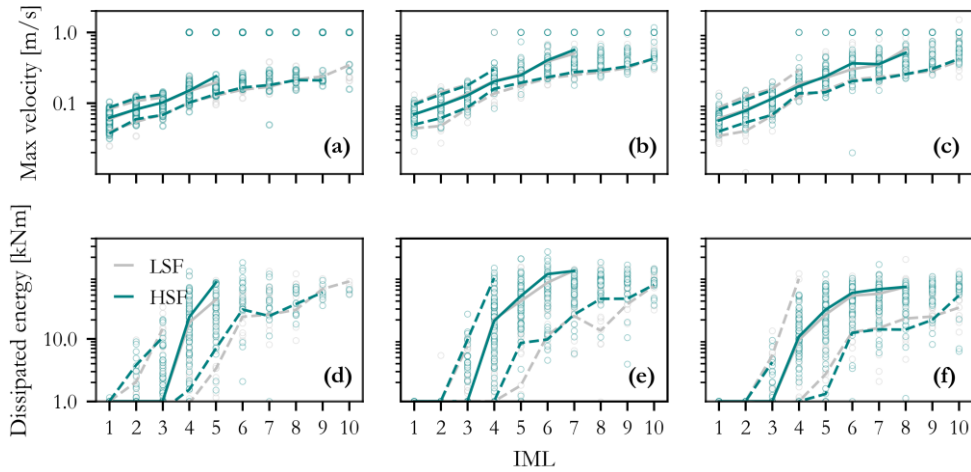 Max velocity [m/s]
1.0
0.1
(a)
(b)
(c)
Dissipated energy [kNm]
10.0
1.0
LSF
HSF
(d)
(e)
(f)
1 2 3 4 5 6 7 8 9 10
1 2 3 4 5 6 7 8 9 10
1 2 3 4 5 6 7 8 9 10
IML